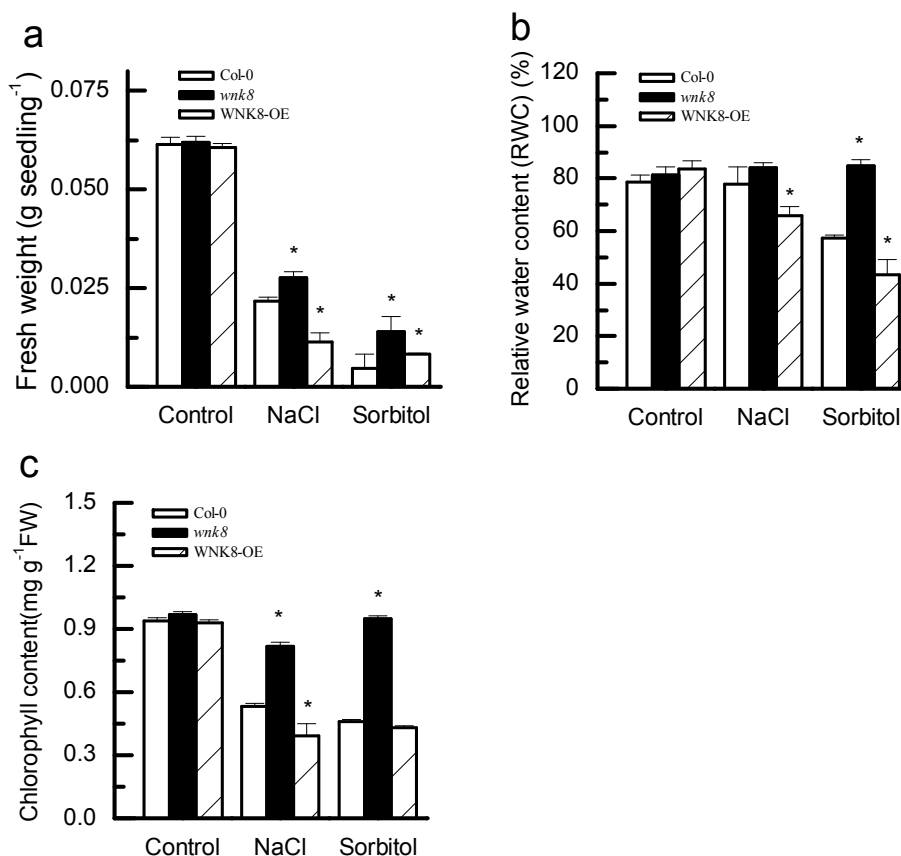 a
Fresh weight (g seedling-1)
0.075
0.050
0.025
0.000
Col-0
wnk8
WNK8-OE
*
*
*
*
Control NaCl Sorbitol
b
Relative water content (RWC) (%)
120
100
80
60
40
20
0
Col-0
wnk8
WNK8-OE
*
*
*
Control NaCl Sorbitol
c
Chlorophyll content(mg g-1FW)
1.5
1.2
0.9
0.6
0.3
0.0
Col-0
wnk8
WNK8-OE
*
*
*
Control NaCl Sorbitol